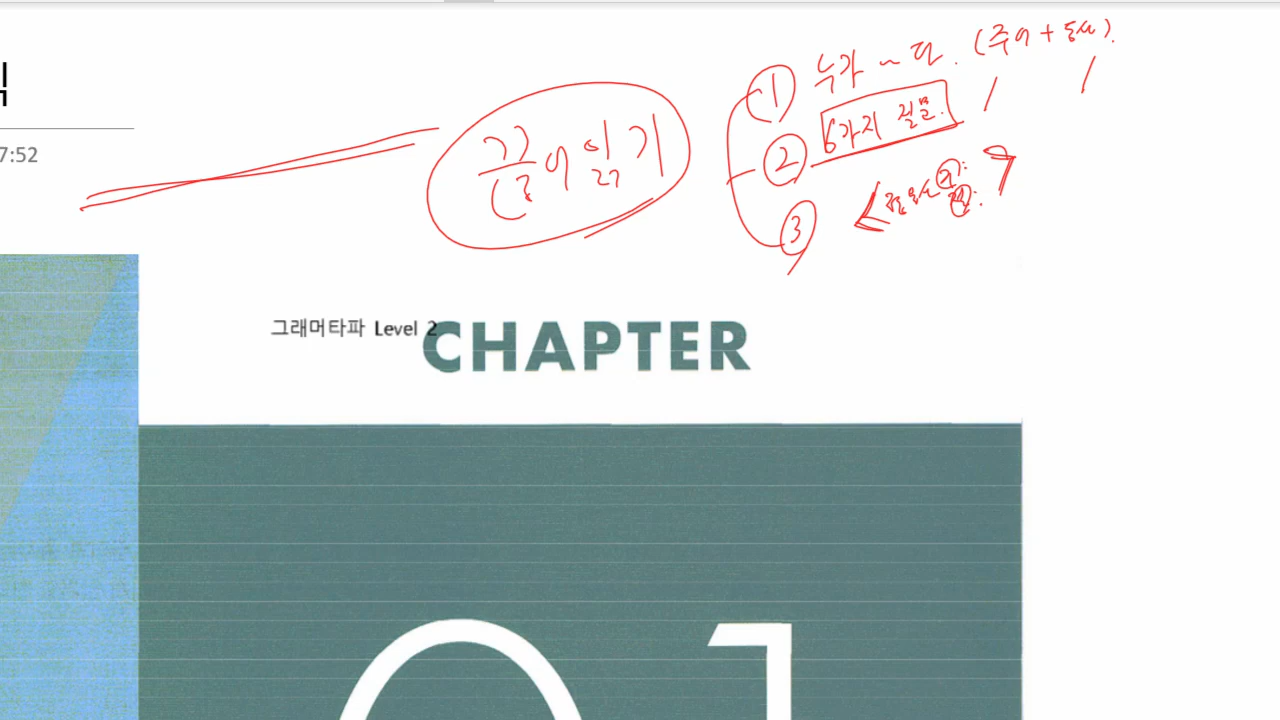 7:52
끊어 읽기
① 누가 ~ 다. (주어 + 동사).
② 6가지 질문.
③
그래머타파 Level 2
CHAPTER
01